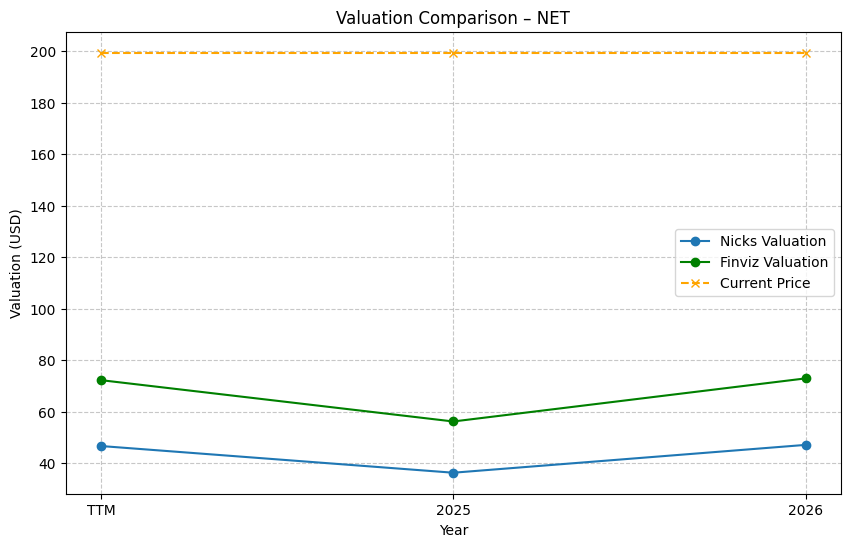 Valuation Comparison – NET
Valuation (USD)
200
180
160
140
120
100
80
60
40
Nicks Valuation
Finviz Valuation
Current Price
TTM
2025
2026
Year